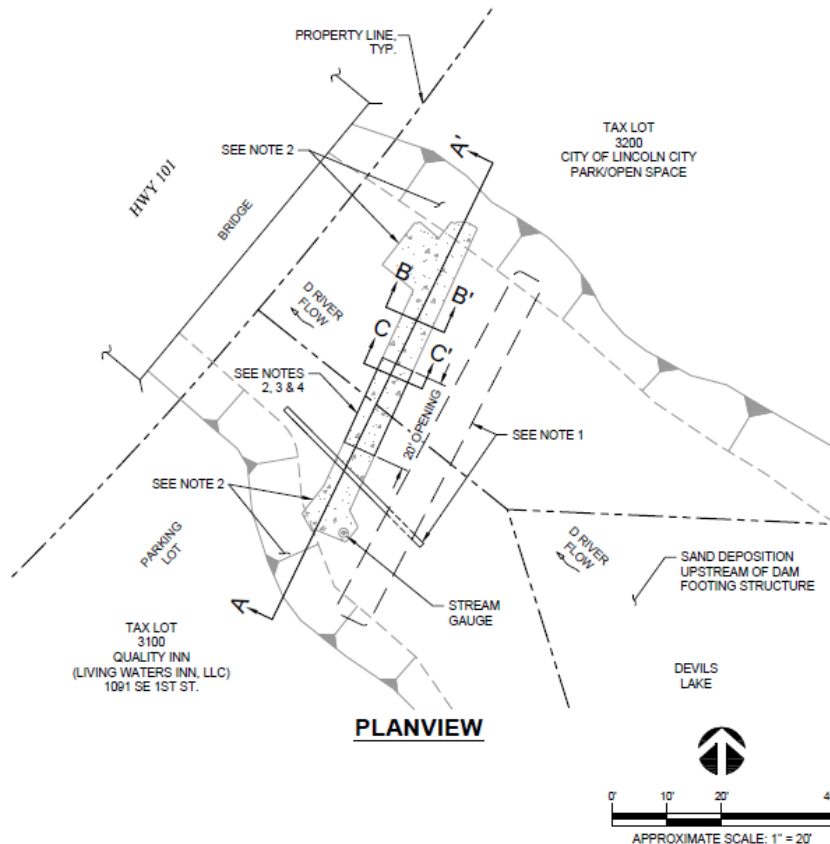 PROPERTY LINE,
TYP.
TAX LOT
3200
CITY OF LINCOLN CITY
PARK/OPEN SPACE
SEE NOTE 2
A'
HWY 101
BRIDGE
B
B'
D RIVER
FLOW
C
C'
SEE NOTES
2, 3 & 4
20' OPENING
SEE NOTE 1
SEE NOTE 2
PARKING
LOT
D RIVER
FLOW
SAND DEPOSITION
UPSTREAM OF DAM
FOOTING STRUCTURE
A
STREAM
GAUGE
TAX LOT
3100
QUALITY INN
(LIVING WATERS INN, LLC)
1091 SE 1ST ST.
DEVILS
LAKE
PLANVIEW
0' 10' 20' 4
APPROXIMATE SCALE: 1" = 20'